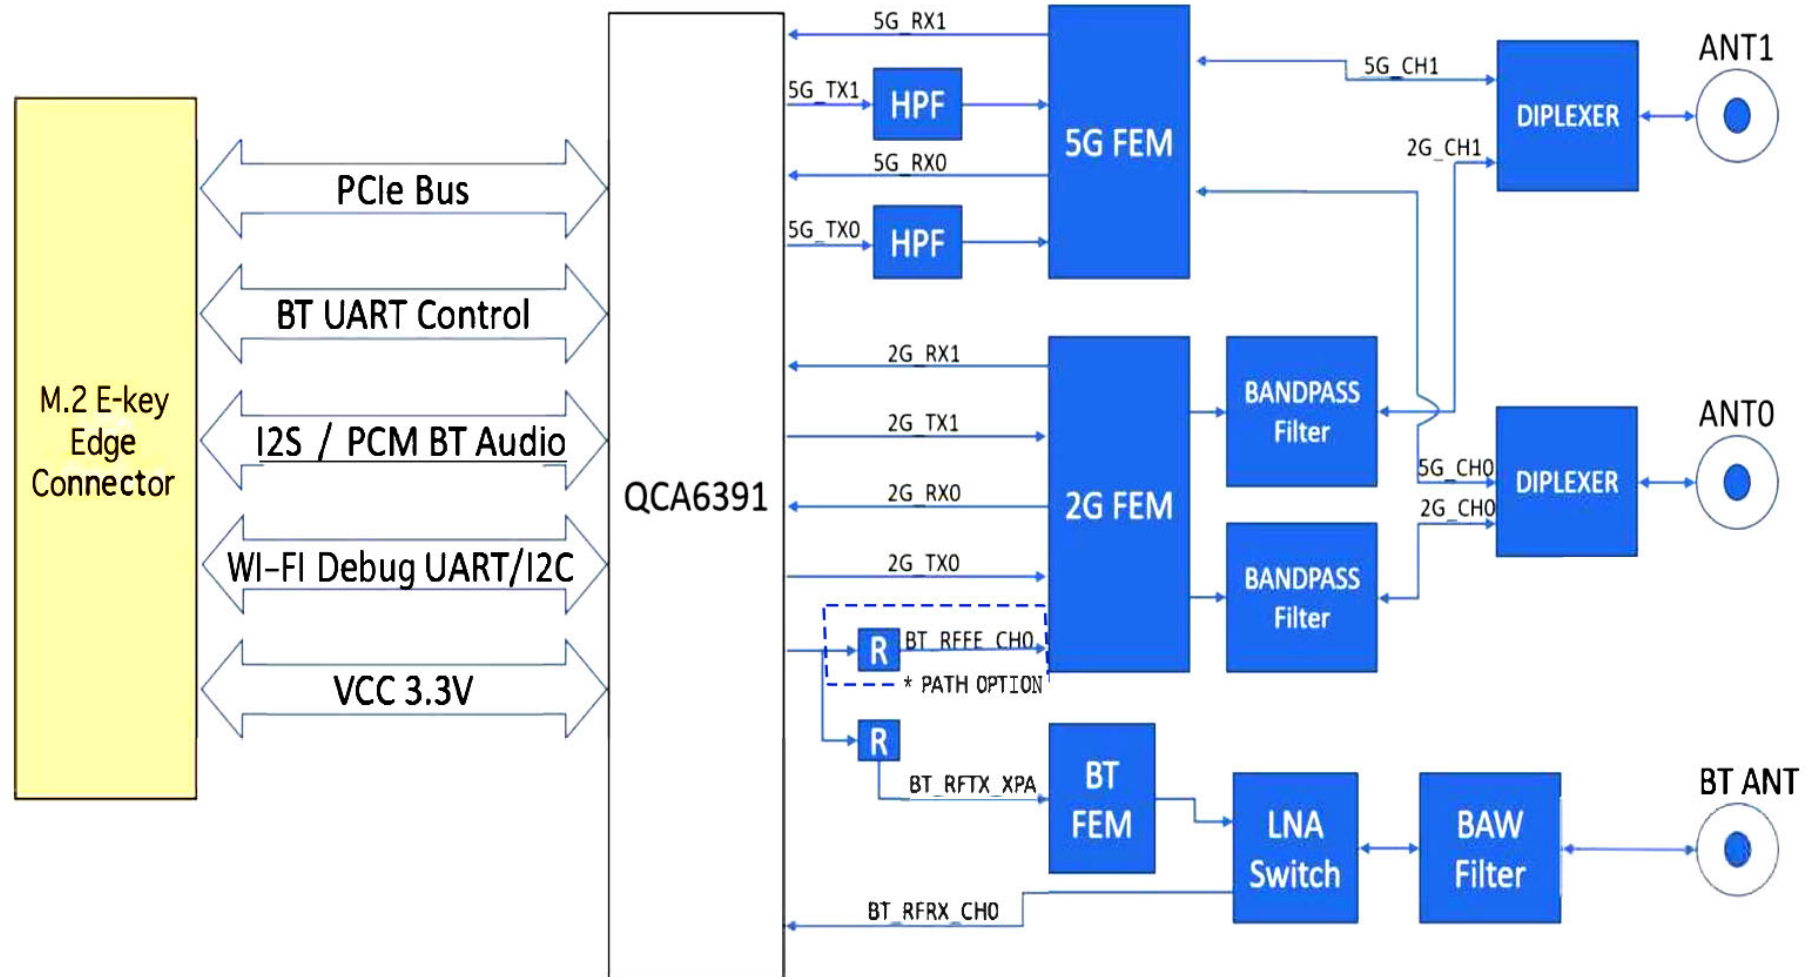 M.2 E-key
Edge
Connector
PCIe Bus
BT UART Control
I2S / PCM BT Audio
WI-FI Debug UART/I2C
VCC 3.3V
QCA6391
5G_RX1
5G_TX1
HPF
5G_RX0
5G_TX0
HPF
5G FEM
2G_RX1
2G_TX1
2G_RX0
2G_TX0
2G FEM
R
BT_RFFE_CH0
* PATH OPTION
R
BT_RFTX_XPA
BT_RFRX_CH0
BT
FEM
BANDPASS
Filter
BANDPASS
Filter
LNA
Switch
BAW
Filter
5G_CH1
2G_CH1
5G_CH0
2G_CH0
DIPLEXER
ANT1
DIPLEXER
ANT0
BT ANT